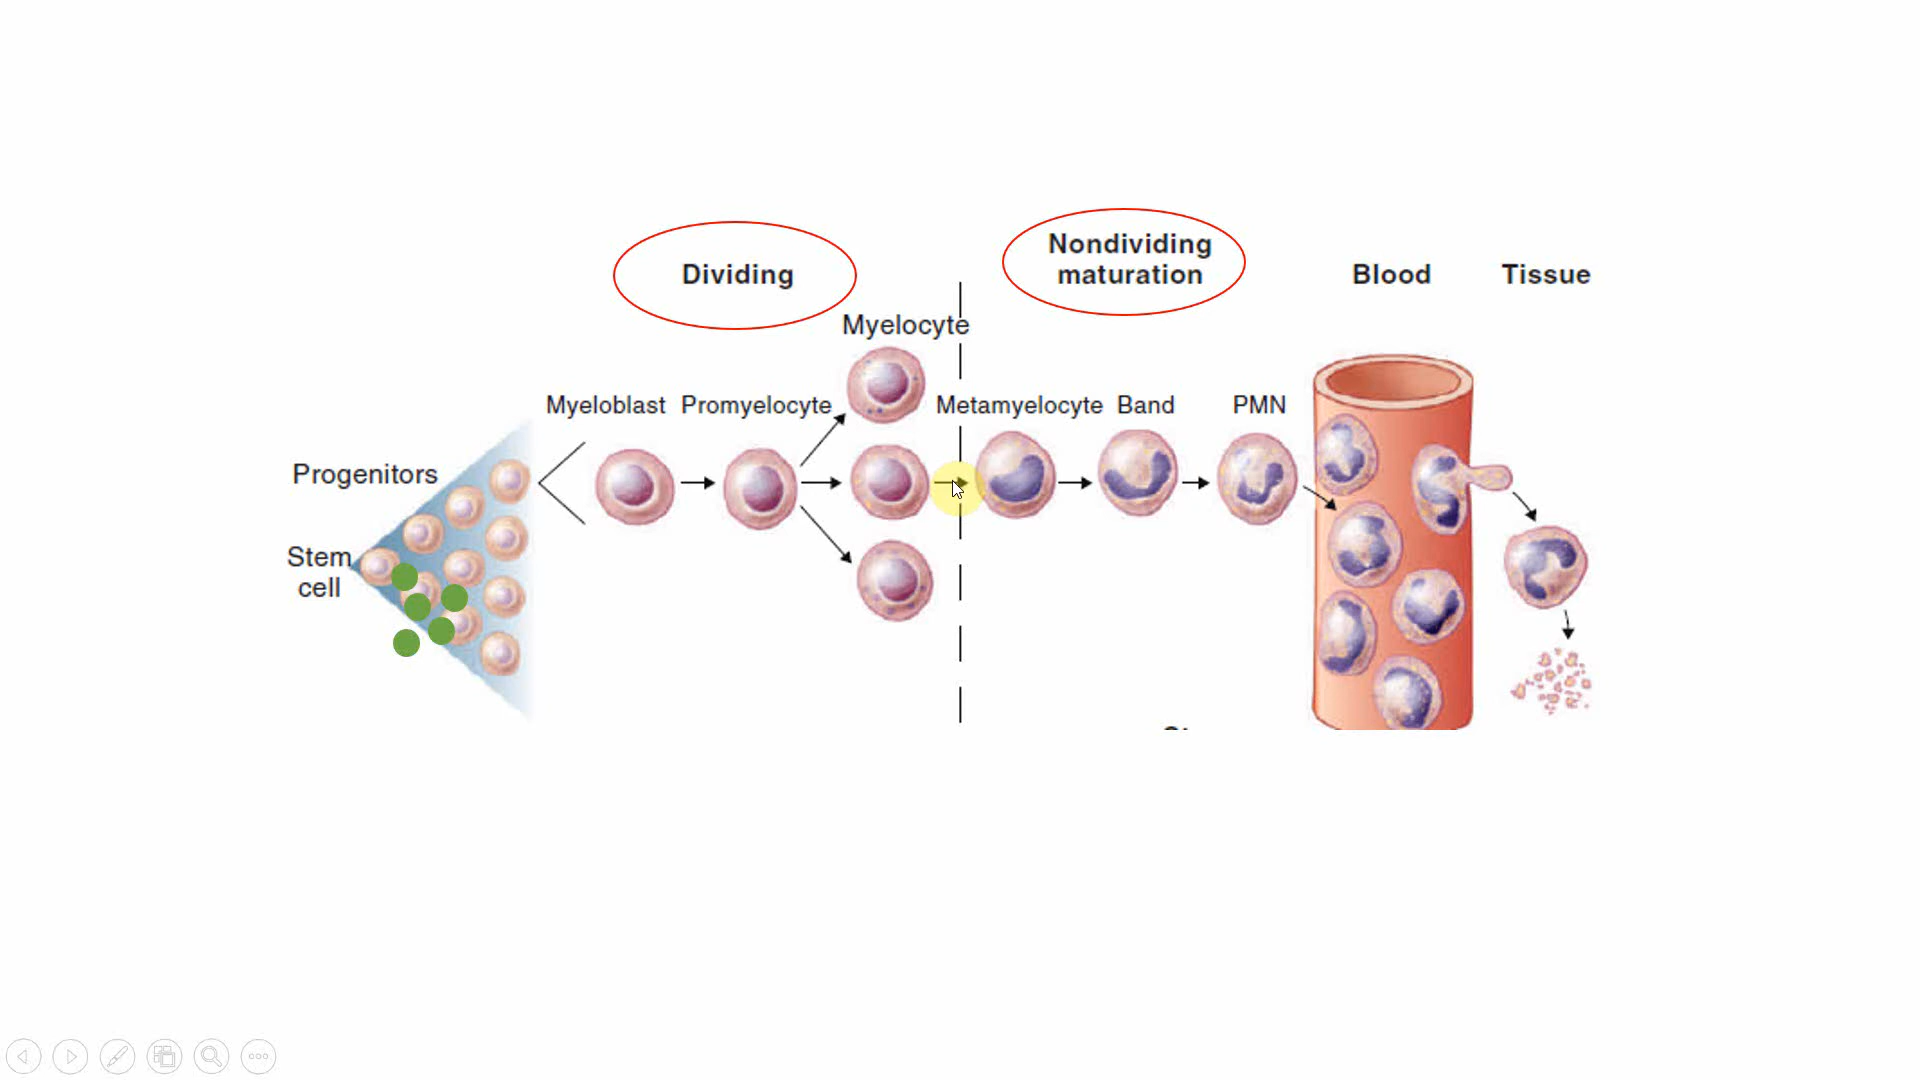 Dividing
Nondividing
maturation
Blood
Tissue
Myelocyte
Myeloblast
Promyelocyte
Metamyelocyte
Band
PMN
Progenitors
Stem
cell